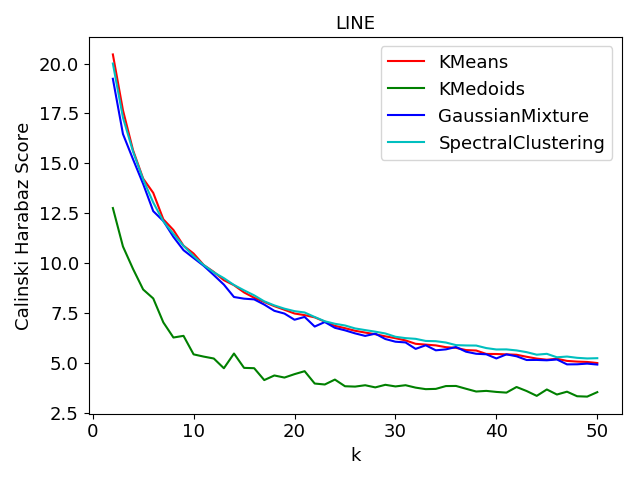 LINE
KMeans
KMedoids
GaussianMixture
SpectralClustering
Calinski Harabaz Score
20.0
17.5
15.0
12.5
10.0
7.5
5.0
2.5
0 10 20 30 40 50
k